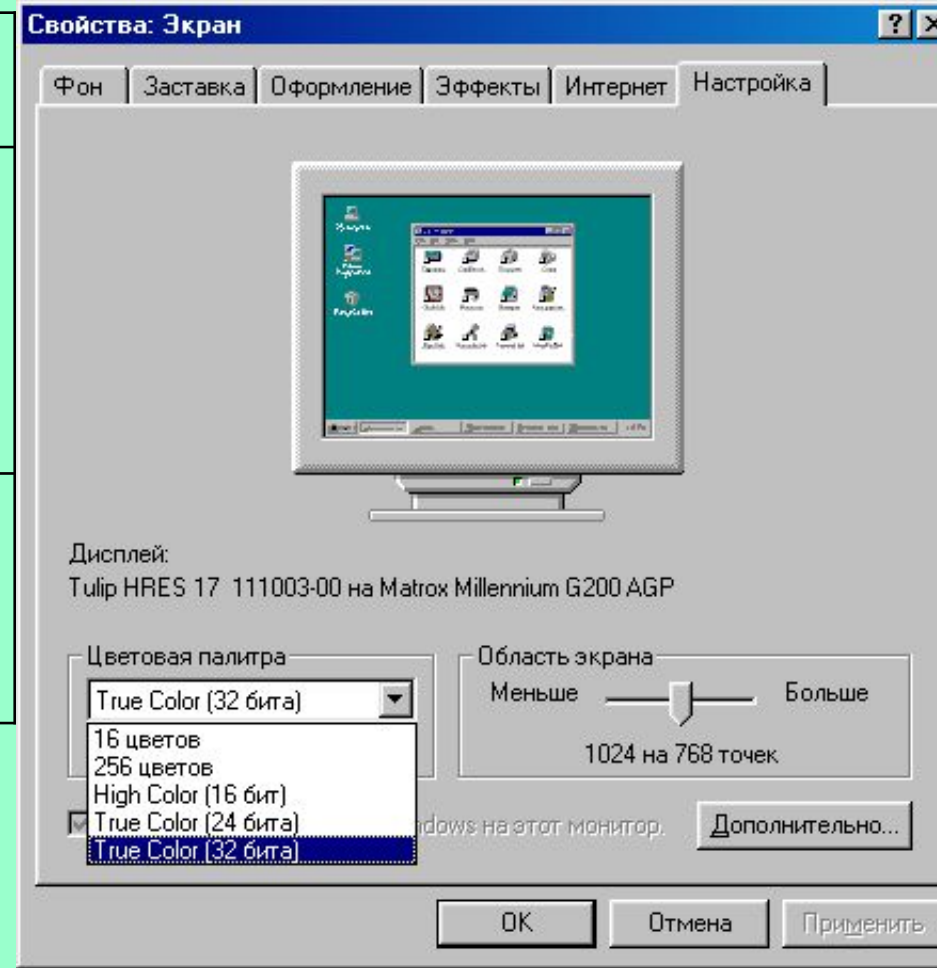 Свойства: Экран
Фон Заставка Оформление Эффекты Интернет Настройка
Дисплей:
Tulip HRES 17 111003-00 на Matrox Millennium G200 AGP
Цветовая палитра
True Color (32 бита)
16 цветов
256 цветов
High Color (16 бит)
True Color (24 бита)
True Color (32 бита)
Область экрана
Меньше Больше
1024 на 768 точек
на этот монитор.
Дополнительно...
OK Отмена Применить